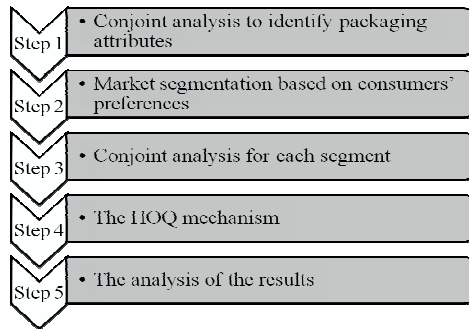 Step 1
• Conjoint analysis to identify packaging
attributes
Step 2
• Market segmentation based on consumers’
preferences
Step 3
• Conjoint analysis for each segment
Step 4
• The HOQ mechanism
Step 5
• The analysis of the results